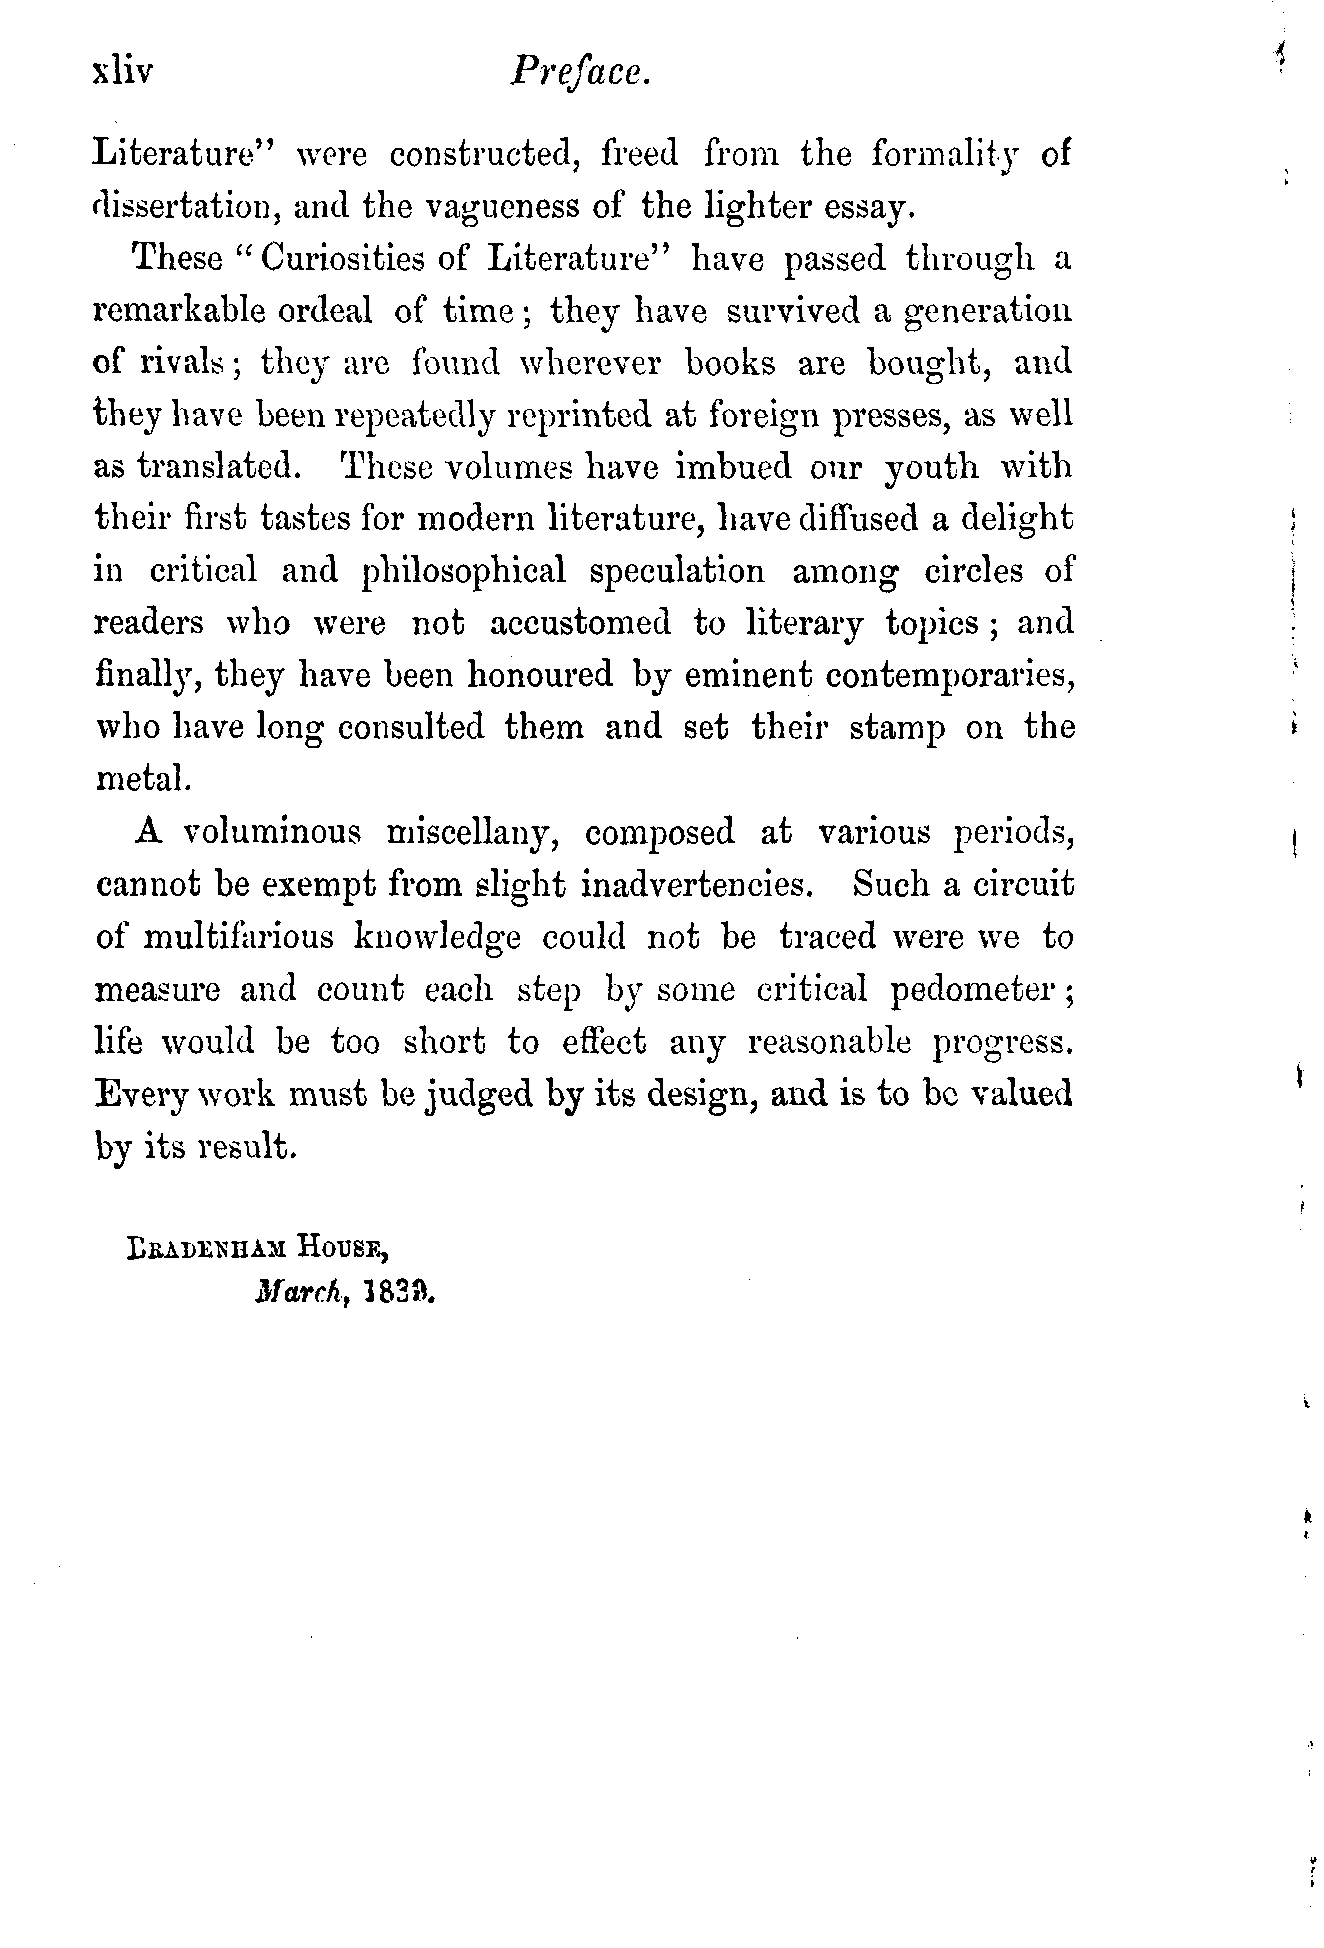 xliv Preface.
Literature” were constructed, freed from the formality of
dissertation, and the vagueness of the lighter essay.
These “Curiosities of Literature” have passed through a
remarkable ordeal of time; they have survived a generation
of rivals; they are found wherever books are bought, and
they have been repeatedly reprinted at foreign presses, as well
as translated. These volumes have imbued our youth with
their first tastes for modern literature, have diffused a delight
in critical and philosophical speculation among circles of
readers who were not accustomed to literary topics; and
finally, they have been honoured by eminent contemporaries,
who have long consulted them and set their stamp on the
metal.
A voluminous miscellany, composed at various periods,
cannot be exempt from slight inadvertencies. Such a circuit
of multifarious knowledge could not be traced were we to
measure and count each step by some critical pedometer;
life would be too short to effect any reasonable progress.
Every work must be judged by its design, and is to be valued
by its result.
Bradenham House,
March, 1839.